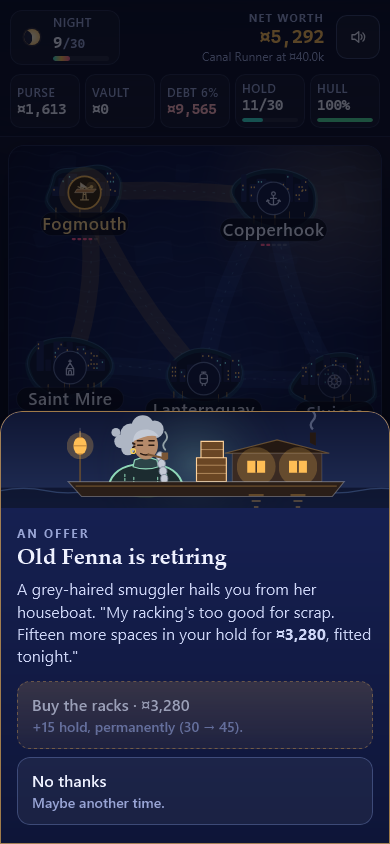 NIGHT
9/30
NET WORTH
¤5,292
Canal Runner at ¤40.0k
PURSE
¤1,613
VAULT
¤0
DEBT 6%
¤9,565
HOLD
11/30
HULL
100%
Fogmouth
Copperhook
Saint Mire
Lanternquay
AN OFFER
Old Fenna is retiring
A grey-haired smuggler hails you from her
houseboat. "My racking's too good for scrap.
Fifteen more spaces in your hold for ¤3,280, fitted
tonight."
Buy the racks · ¤3,280
+15 hold, permanently (30 → 45).
No thanks
Maybe another time.